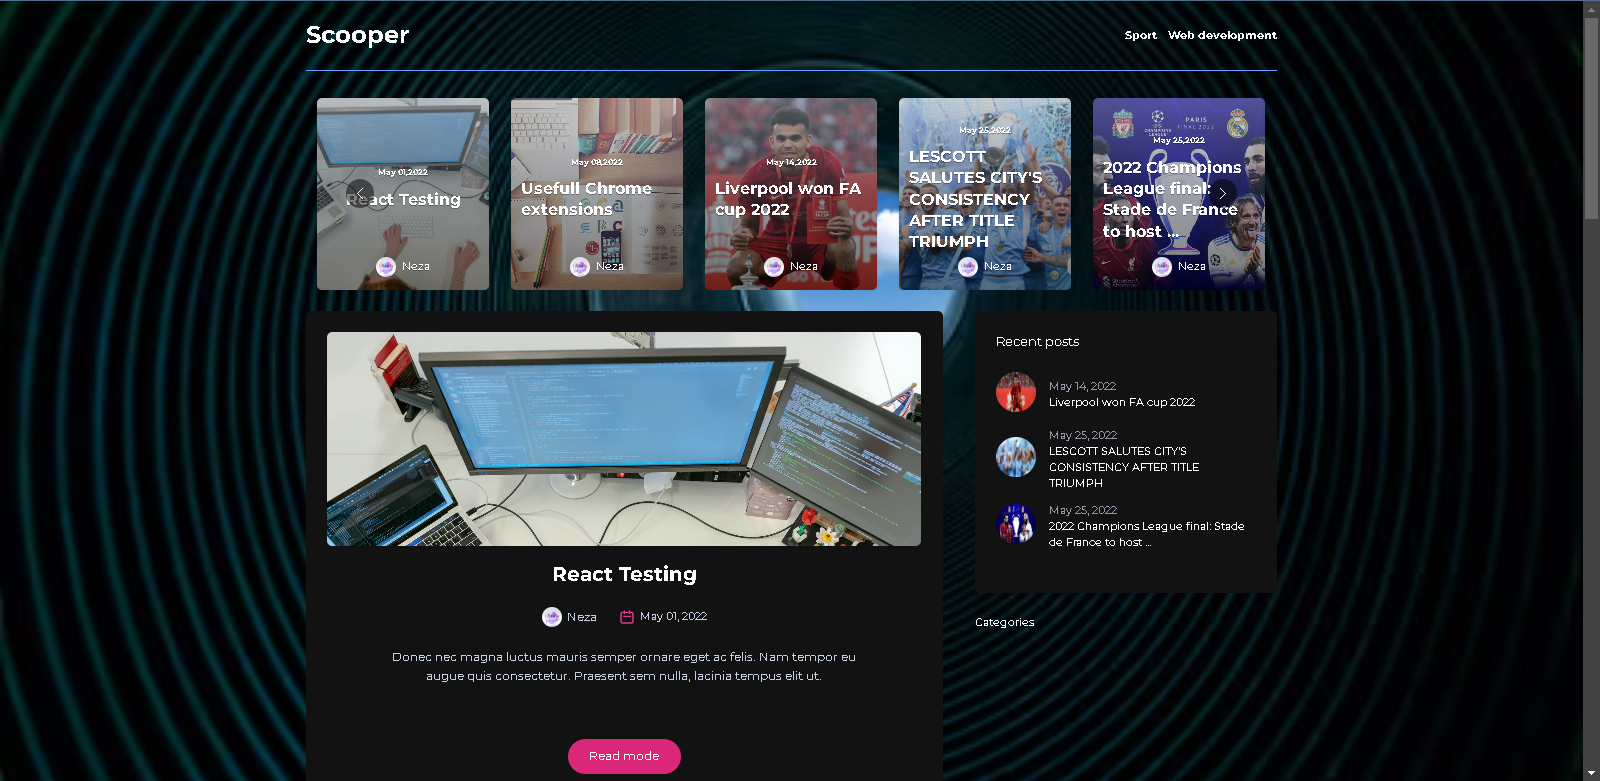 Scooper
Sport
Web development
May 01,2022
React Testing
Neza
May 08,2022
Usefull Chrome
extensions
Neza
May 14,2022
Liverpool won FA
cup 2022
Neza
May 25,2022
LESCOTT
SALUTES CITY'S
CONSISTENCY
AFTER TITLE
TRIUMPH
Neza
CHAMPIONS
LEAGUE
PARIS
FINAL 2022
May 25,2022
2022 Champions
League final:
Stade de France
to host ...
Neza
React Testing
Neza
May 01, 2022
Donec nec magna luctus mauris semper ornare eget ac felis. Nam tempor eu
augue quis consectetur. Praesent sem nulla, lacinia tempus elit ut.
Read mode
Recent posts
May 14, 2022
Liverpool won FA cup 2022
May 25, 2022
LESCOTT SALUTES CITY'S
CONSISTENCY AFTER TITLE
TRIUMPH
May 25, 2022
2022 Champions League final: Stade
de France to host ...
Categories